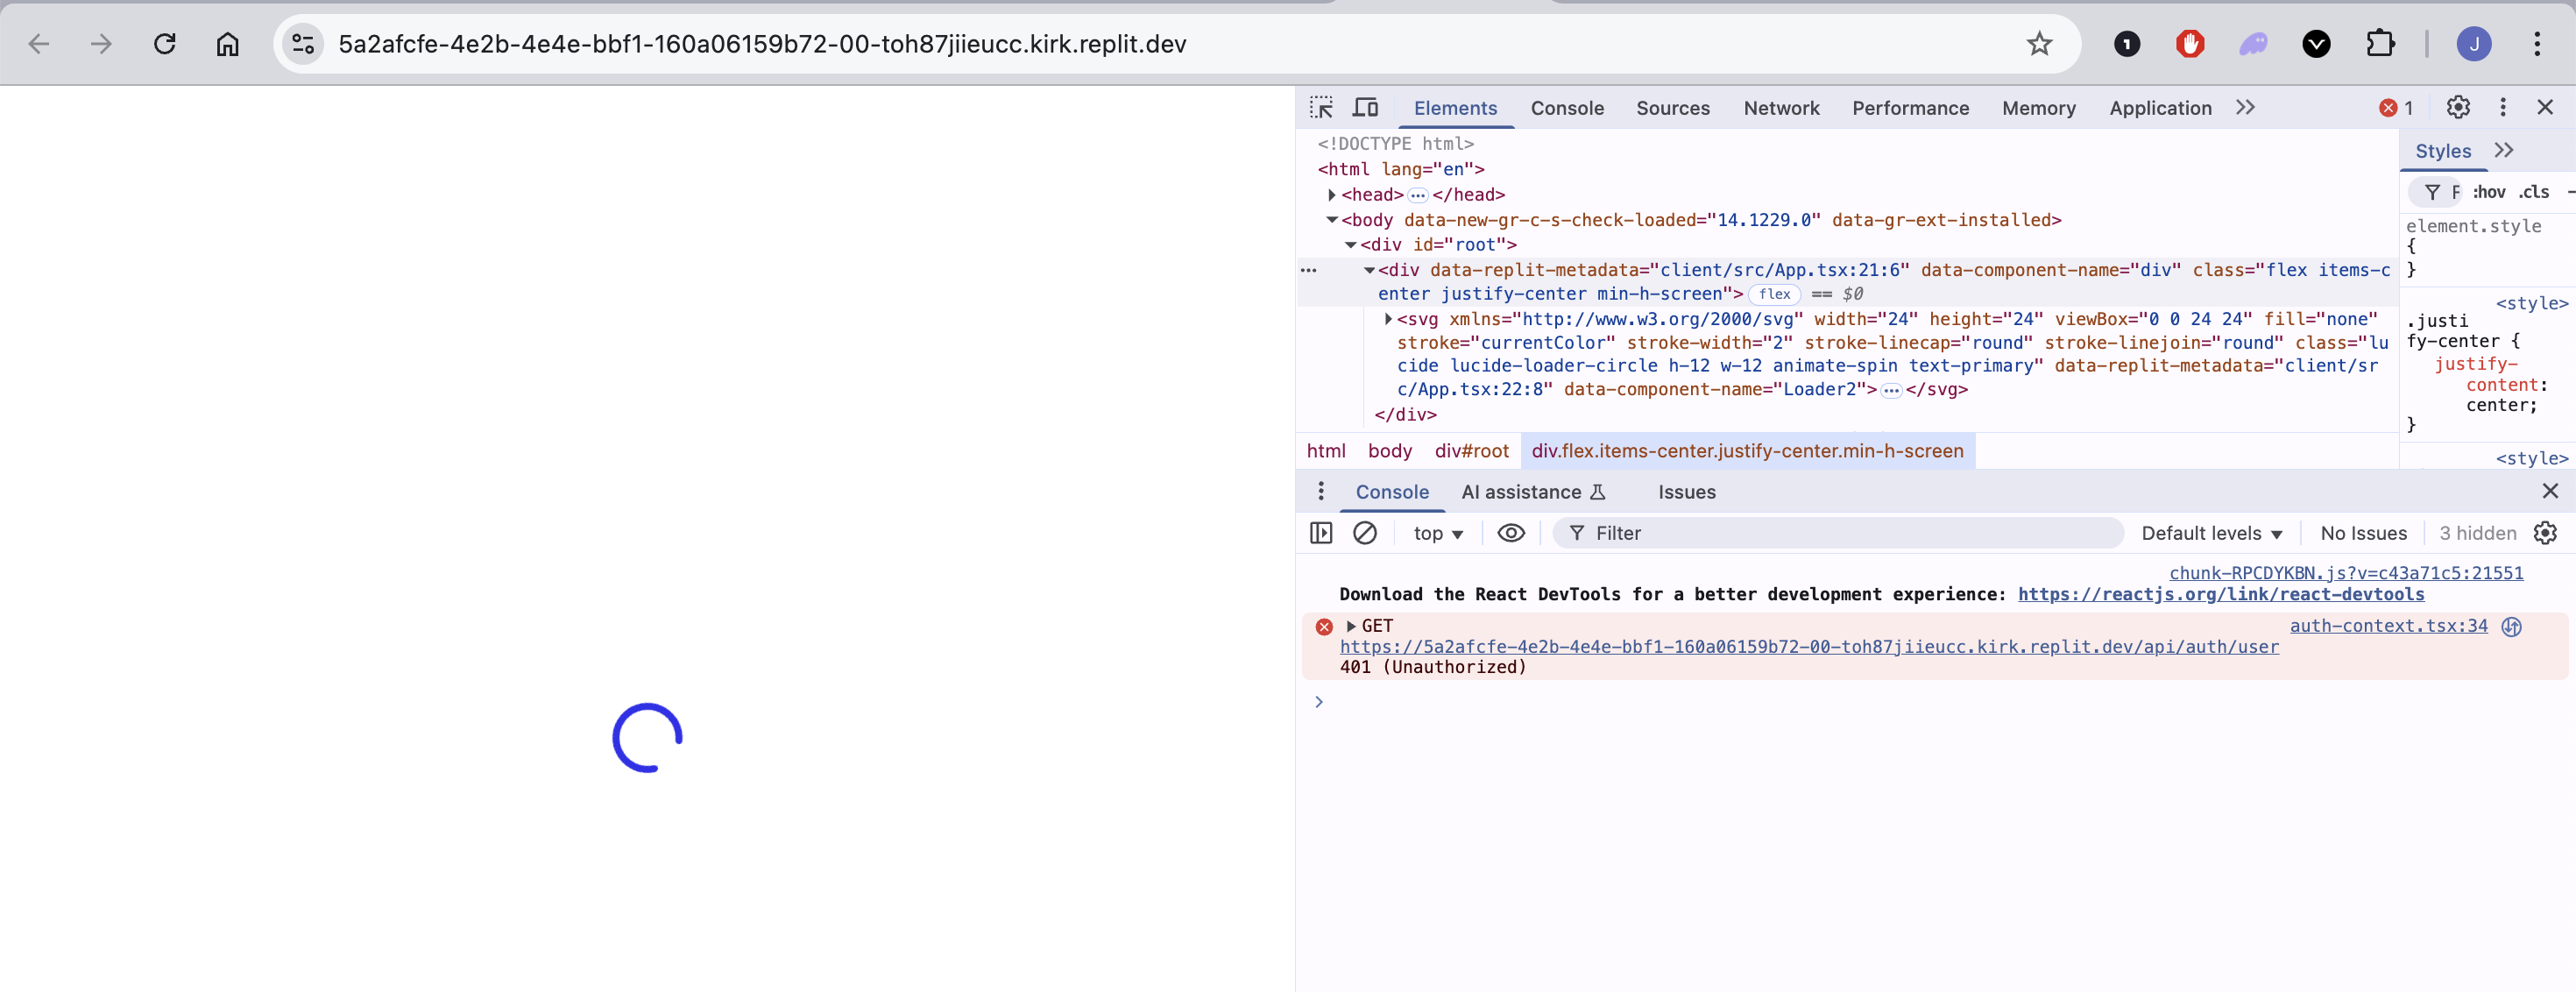 5a2afcfe-4e2b-4e4e-bbf1-160a06159b72-00-toh87jiieucc.kirk.replit.dev
J
Elements Console Sources Network Performance Memory Application 1
<!DOCTYPE html>
<html lang="en">
<head> … </head>
<body data-new-gr-c-s-check-loaded="14.1229.0" data-gr-ext-installed>
<div id="root">
… <div data-replit-metadata="client/src/App.tsx:21:6" data-component-name="div" class="flex items-c
enter justify-center min-h-screen"> flex == $0
<svg xmlns="http://www.w3.org/2000/svg" width="24" height="24" viewBox="0 0 24 24" fill="none"
stroke="currentColor" stroke-width="2" stroke-linecap="round" stroke-linejoin="round" class="lu
cide lucide-loader-circle h-12 w-12 animate-spin text-primary" data-replit-metadata="client/sr
c/App.tsx:22:8" data-component-name="Loader2"> … </svg>
</div>
html body div#root div.flex.items-center.justify-center.min-h-screen
Styles
F :hov .cls
element.style
{
}
<style>
.justi
fy-center {
justify-
content:
center;
}
<style>
Console AI assistance Issues
top Filter Default levels No Issues 3 hidden
chunk-RPCDYKBN.js?v=c43a71c5:21551
Download the React DevTools for a better development experience: https://reactjs.org/link/react-devtools
GET auth-context.tsx:34
https://5a2afcfe-4e2b-4e4e-bbf1-160a06159b72-00-toh87jiieucc.kirk.replit.dev/api/auth/user
401 (Unauthorized)